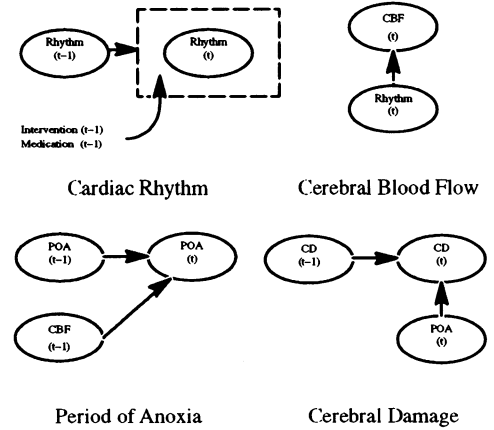 Rhythm
(t-1)
Rhythm
(t)
Intervention (t-1)
Medication (t-1)
Cardiac Rhythm
CBF
(t)
Rhythm
(t)
Cerebral Blood Flow
POA
(t-1)
POA
(t)
CBF
(t-1)
Period of Anoxia
CD
(t-1)
CD
(t)
POA
(t)
Cerebral Damage